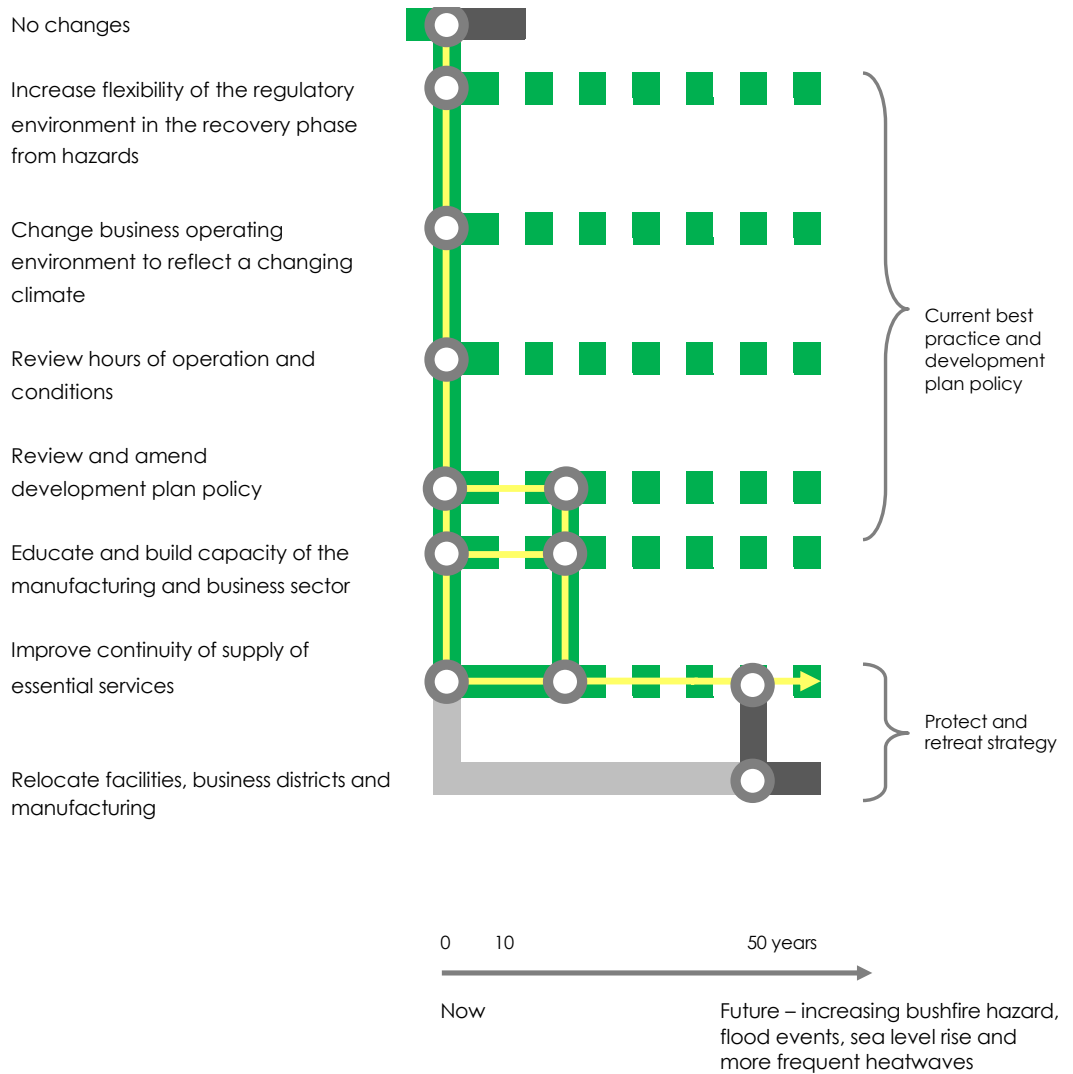 No changes
Increase flexibility of the regulatory
environment in the recovery phase
from hazards
Change business operating
environment to reflect a changing
climate
Review hours of operation and
conditions
Review and amend
development plan policy
Educate and build capacity of the
manufacturing and business sector
Improve continuity of supply of
essential services
Relocate facilities, business districts and
manufacturing
Current best
practice and
development
plan policy
Protect and
retreat strategy
0 10 50 years
Now
Future – increasing bushfire hazard,
flood events, sea level rise and
more frequent heatwaves